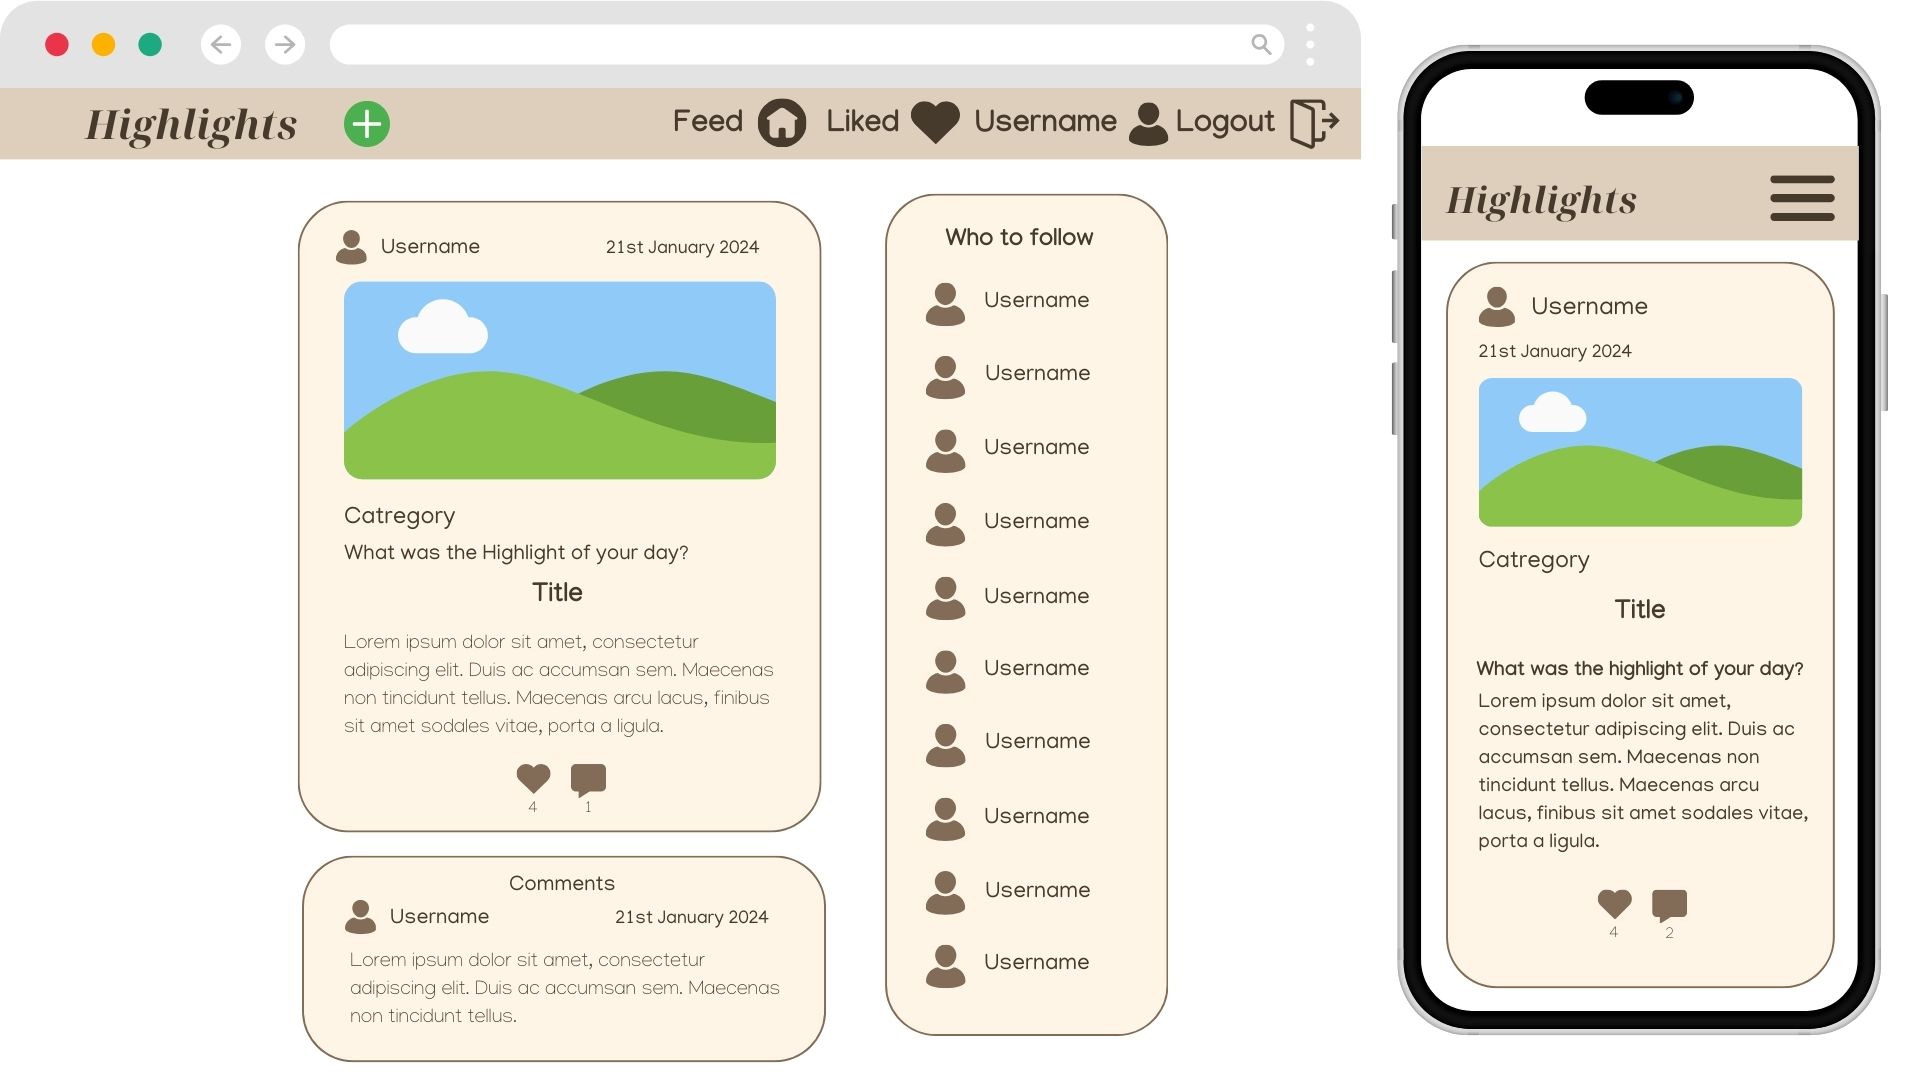 Highlights
Feed Liked Username Logout
Username 21st January 2024
Catregory
What was the Highlight of your day?
Title
Lorem ipsum dolor sit amet, consectetur
adipiscing elit. Duis ac accumsan sem. Maecenas
non tincidunt tellus. Maecenas arcu lacus, finibus
sit amet sodales vitae, porta a ligula.
4 1
Comments
Username 21st January 2024
Lorem ipsum dolor sit amet, consectetur
adipiscing elit. Duis ac accumsan sem. Maecenas
non tincidunt tellus.
Who to follow
Username
Username
Username
Username
Username
Username
Username
Username
Username
Username
Highlights
Username
21st January 2024
Catregory
Title
What was the highlight of your day?
Lorem ipsum dolor sit amet,
consectetur adipiscing elit. Duis ac
accumsan sem. Maecenas non
tincidunt tellus. Maecenas arcu
lacus, finibus sit amet sodales vitae,
porta a ligula.
4 2